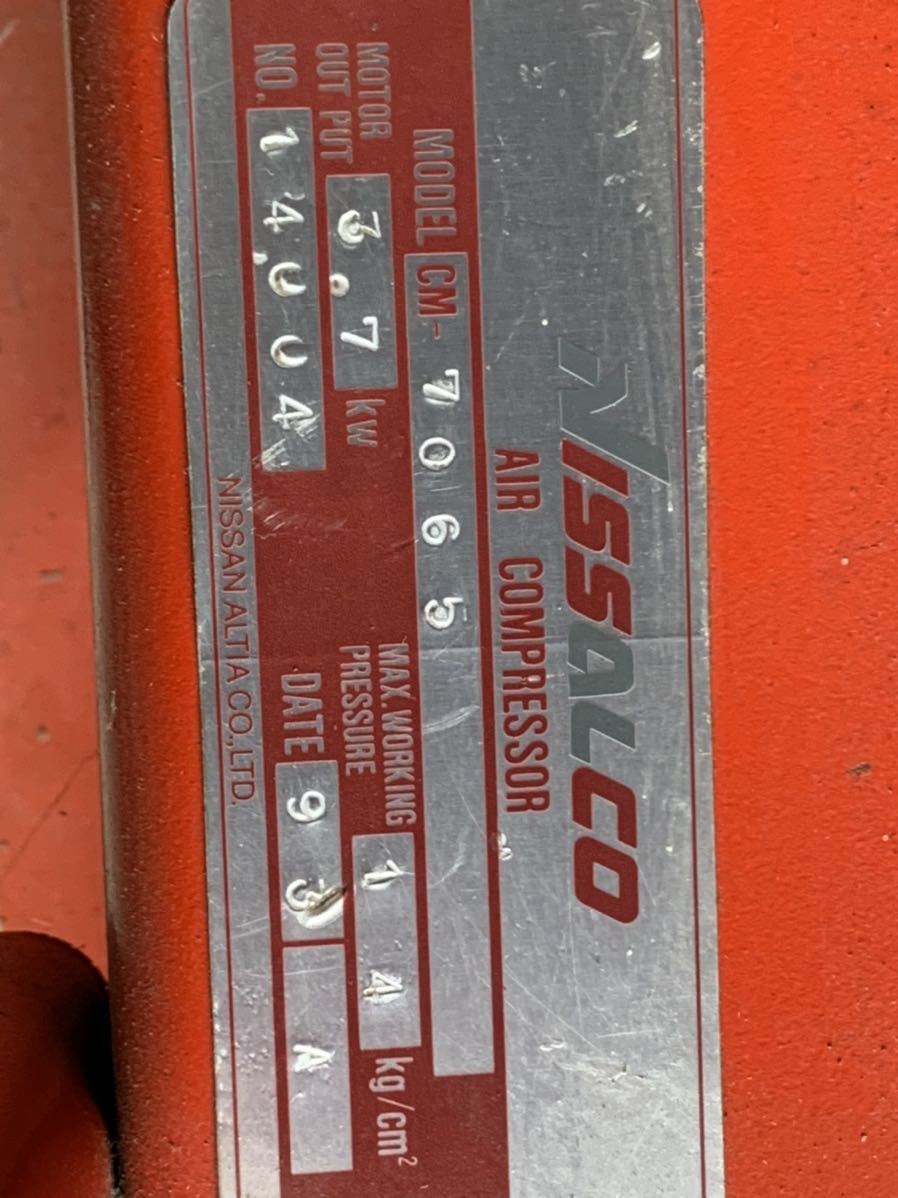 NISSALCO
AIR COMPRESSOR
MODEL CM-7065
MOTOR OUT PUT 3.7 kW
MAX. WORKING PRESSURE 14 kg/cm²
NO. 14004
DATE 93 A
NISSAN ALTIA CO., LTD.